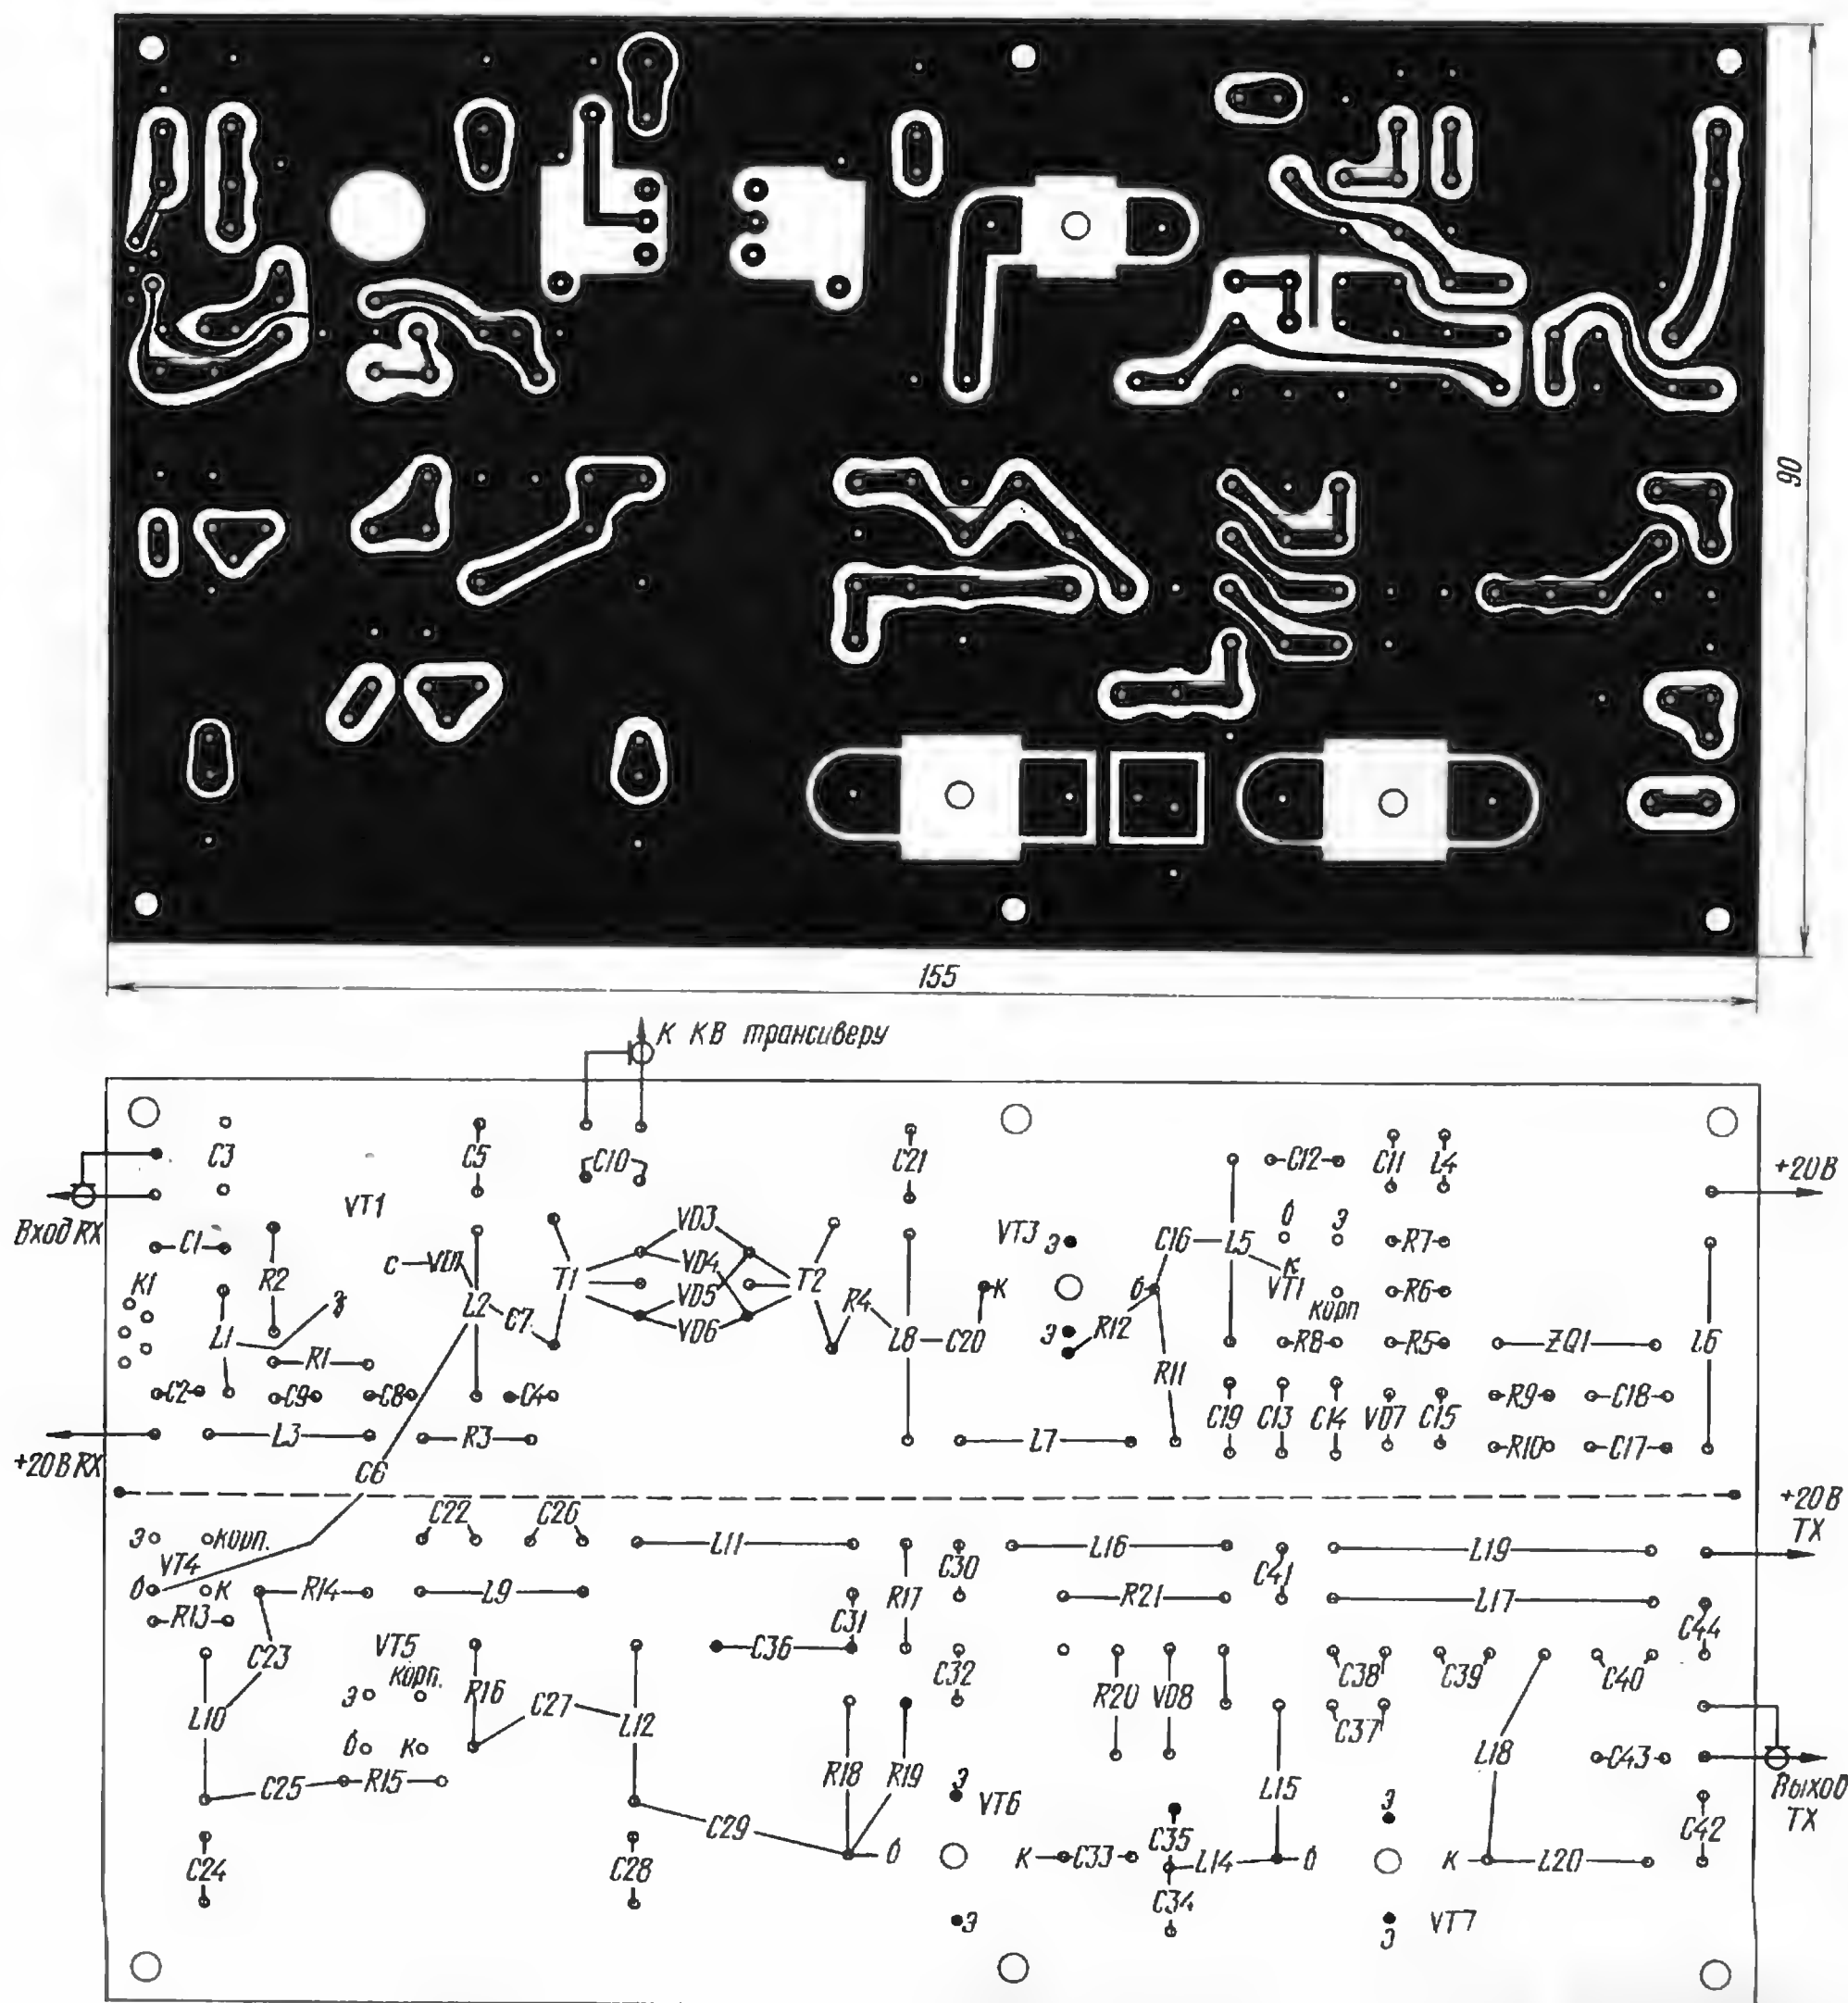 90
155
К КВ трансиверу
C3
C5
C10
C21
C12
C11
L4
+20В
Вход RX
VT1
VD3
VT3
Э
C16
L5
б
Э
R7
C1
R2
С
VD1
VD4
К
К1
T1
VD5
T2
R4
К
б
VT1
R6
L2
C7
VD6
корп
L1
З
L8
C20
Э
R12
R8
R5
ZQ1
L6
R1
R11
C2
C9
C8
C4
C19
C13
C14
VD7
C15
R9
C18
L3
R3
L7
R10
C17
+20В RX
C6
+20В
TX
C22
C26
Э
корп.
L11
C30
L16
L19
VT4
C41
б
К
R14
L9
R17
R21
L17
R13
C31
C44
C23
VT5
C36
корп.
C32
C38
C39
C40
Э
R16
C27
R20
VD8
L10
L12
C37
б
К
L18
C43
C25
R15
R18
R19
Э
VT6
L15
Э
Выход
TX
C29
C35
C42
б
К
C33
L14
б
К
L20
C24
C28
C34
Э
VT7
Э